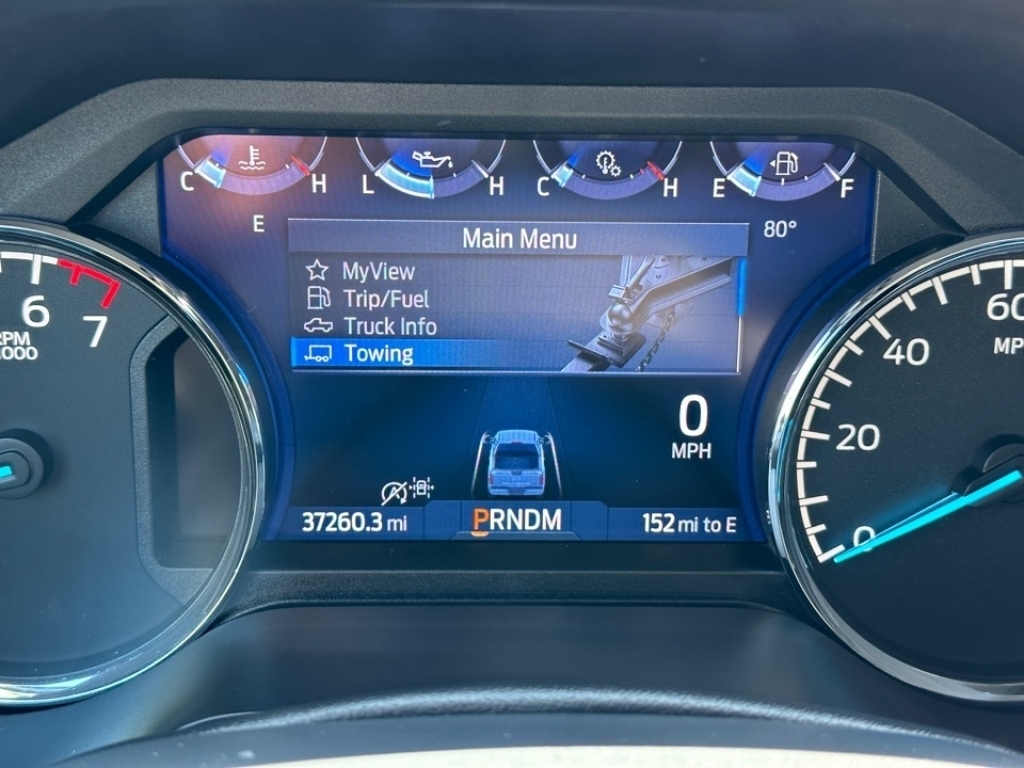 C H L H C H E F
E
80°
Main Menu
MyView
Trip/Fuel
Truck Info
Towing
0
MPH
37260.3 mi
PRNDM
152 mi to E
6
7
0
20
40
60